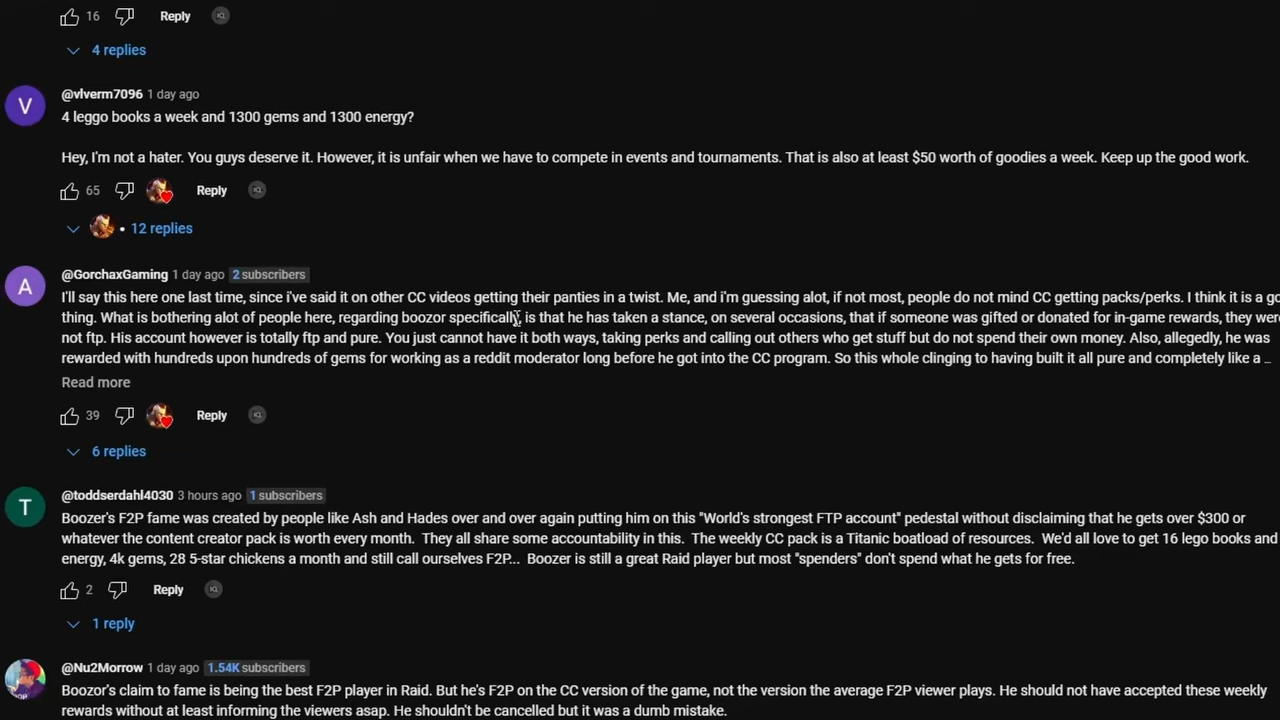 16 Reply
4 replies
V @vlverm7096 1 day ago
4 leggo books a week and 1300 gems and 1300 energy?
Hey, I'm not a hater. You guys deserve it. However, it is unfair when we have to compete in events and tournaments. That is also at least $50 worth of goodies a week. Keep up the good work.
65 Reply
• 12 replies
A @GorchaxGaming 1 day ago 2 subscribers
I'll say this here one last time, since i've said it on other CC videos getting their panties in a twist. Me, and i'm guessing alot, if not most, people do not mind CC getting packs/perks. I think it is a
thing. What is bothering alot of people here, regarding boozor specifically, is that he has taken a stance, on several occasions, that if someone was gifted or donated for in-game rewards, they
not ftp. His account however is totally ftp and pure. You just cannot have it both ways, taking perks and calling out others who get stuff but do not spend their own money. Also, allegedly, he was
rewarded with hundreds upon hundreds of gems for working as a reddit moderator long before he got into the CC program. So this whole clinging to having built it all pure and completely like a ...
Read more
39 Reply
6 replies
T @toddserdahl4030 3 hours ago 1 subscribers
Boozer's F2P fame was created by people like Ash and Hades over and over again putting him on this "World's strongest FTP account" pedestal without disclaiming that he gets over $300 or
whatever the content creator pack is worth every month. They all share some accountability in this. The weekly CC pack is a Titanic boatload of resources. We'd all love to get 16 lego books and
energy, 4k gems, 28 5-star chickens a month and still call ourselves F2P... Boozer is still a great Raid player but most "spenders" don't spend what he gets for free.
2 Reply
1 reply
@Nu2Morrow 1 day ago 1.54K subscribers
Boozor's claim to fame is being the best F2P player in Raid. But he's F2P on the CC version of the game, not the version the average F2P viewer plays. He should not have accepted these weekly
rewards without at least informing the viewers asap. He shouldn't be cancelled but it was a dumb mistake.